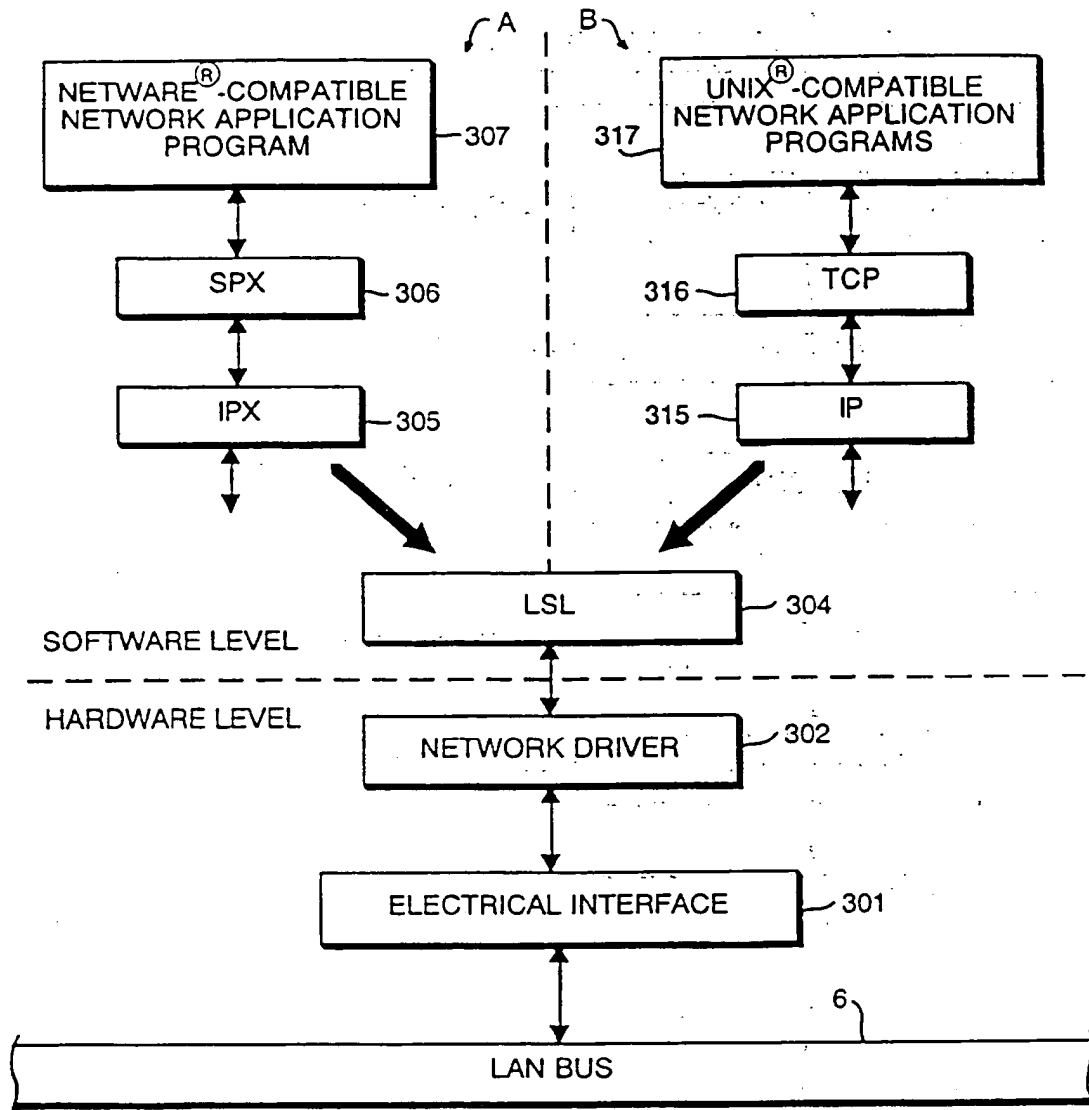 A
B
NETWARE®-COMPATIBLE
NETWORK APPLICATION
PROGRAM
307
UNIX®-COMPATIBLE
NETWORK APPLICATION
PROGRAMS
317
SPX
306
TCP
316
IPX
305
IP
315
LSL
304
SOFTWARE LEVEL
HARDWARE LEVEL
NETWORK DRIVER
302
ELECTRICAL INTERFACE
301
6
LAN BUS